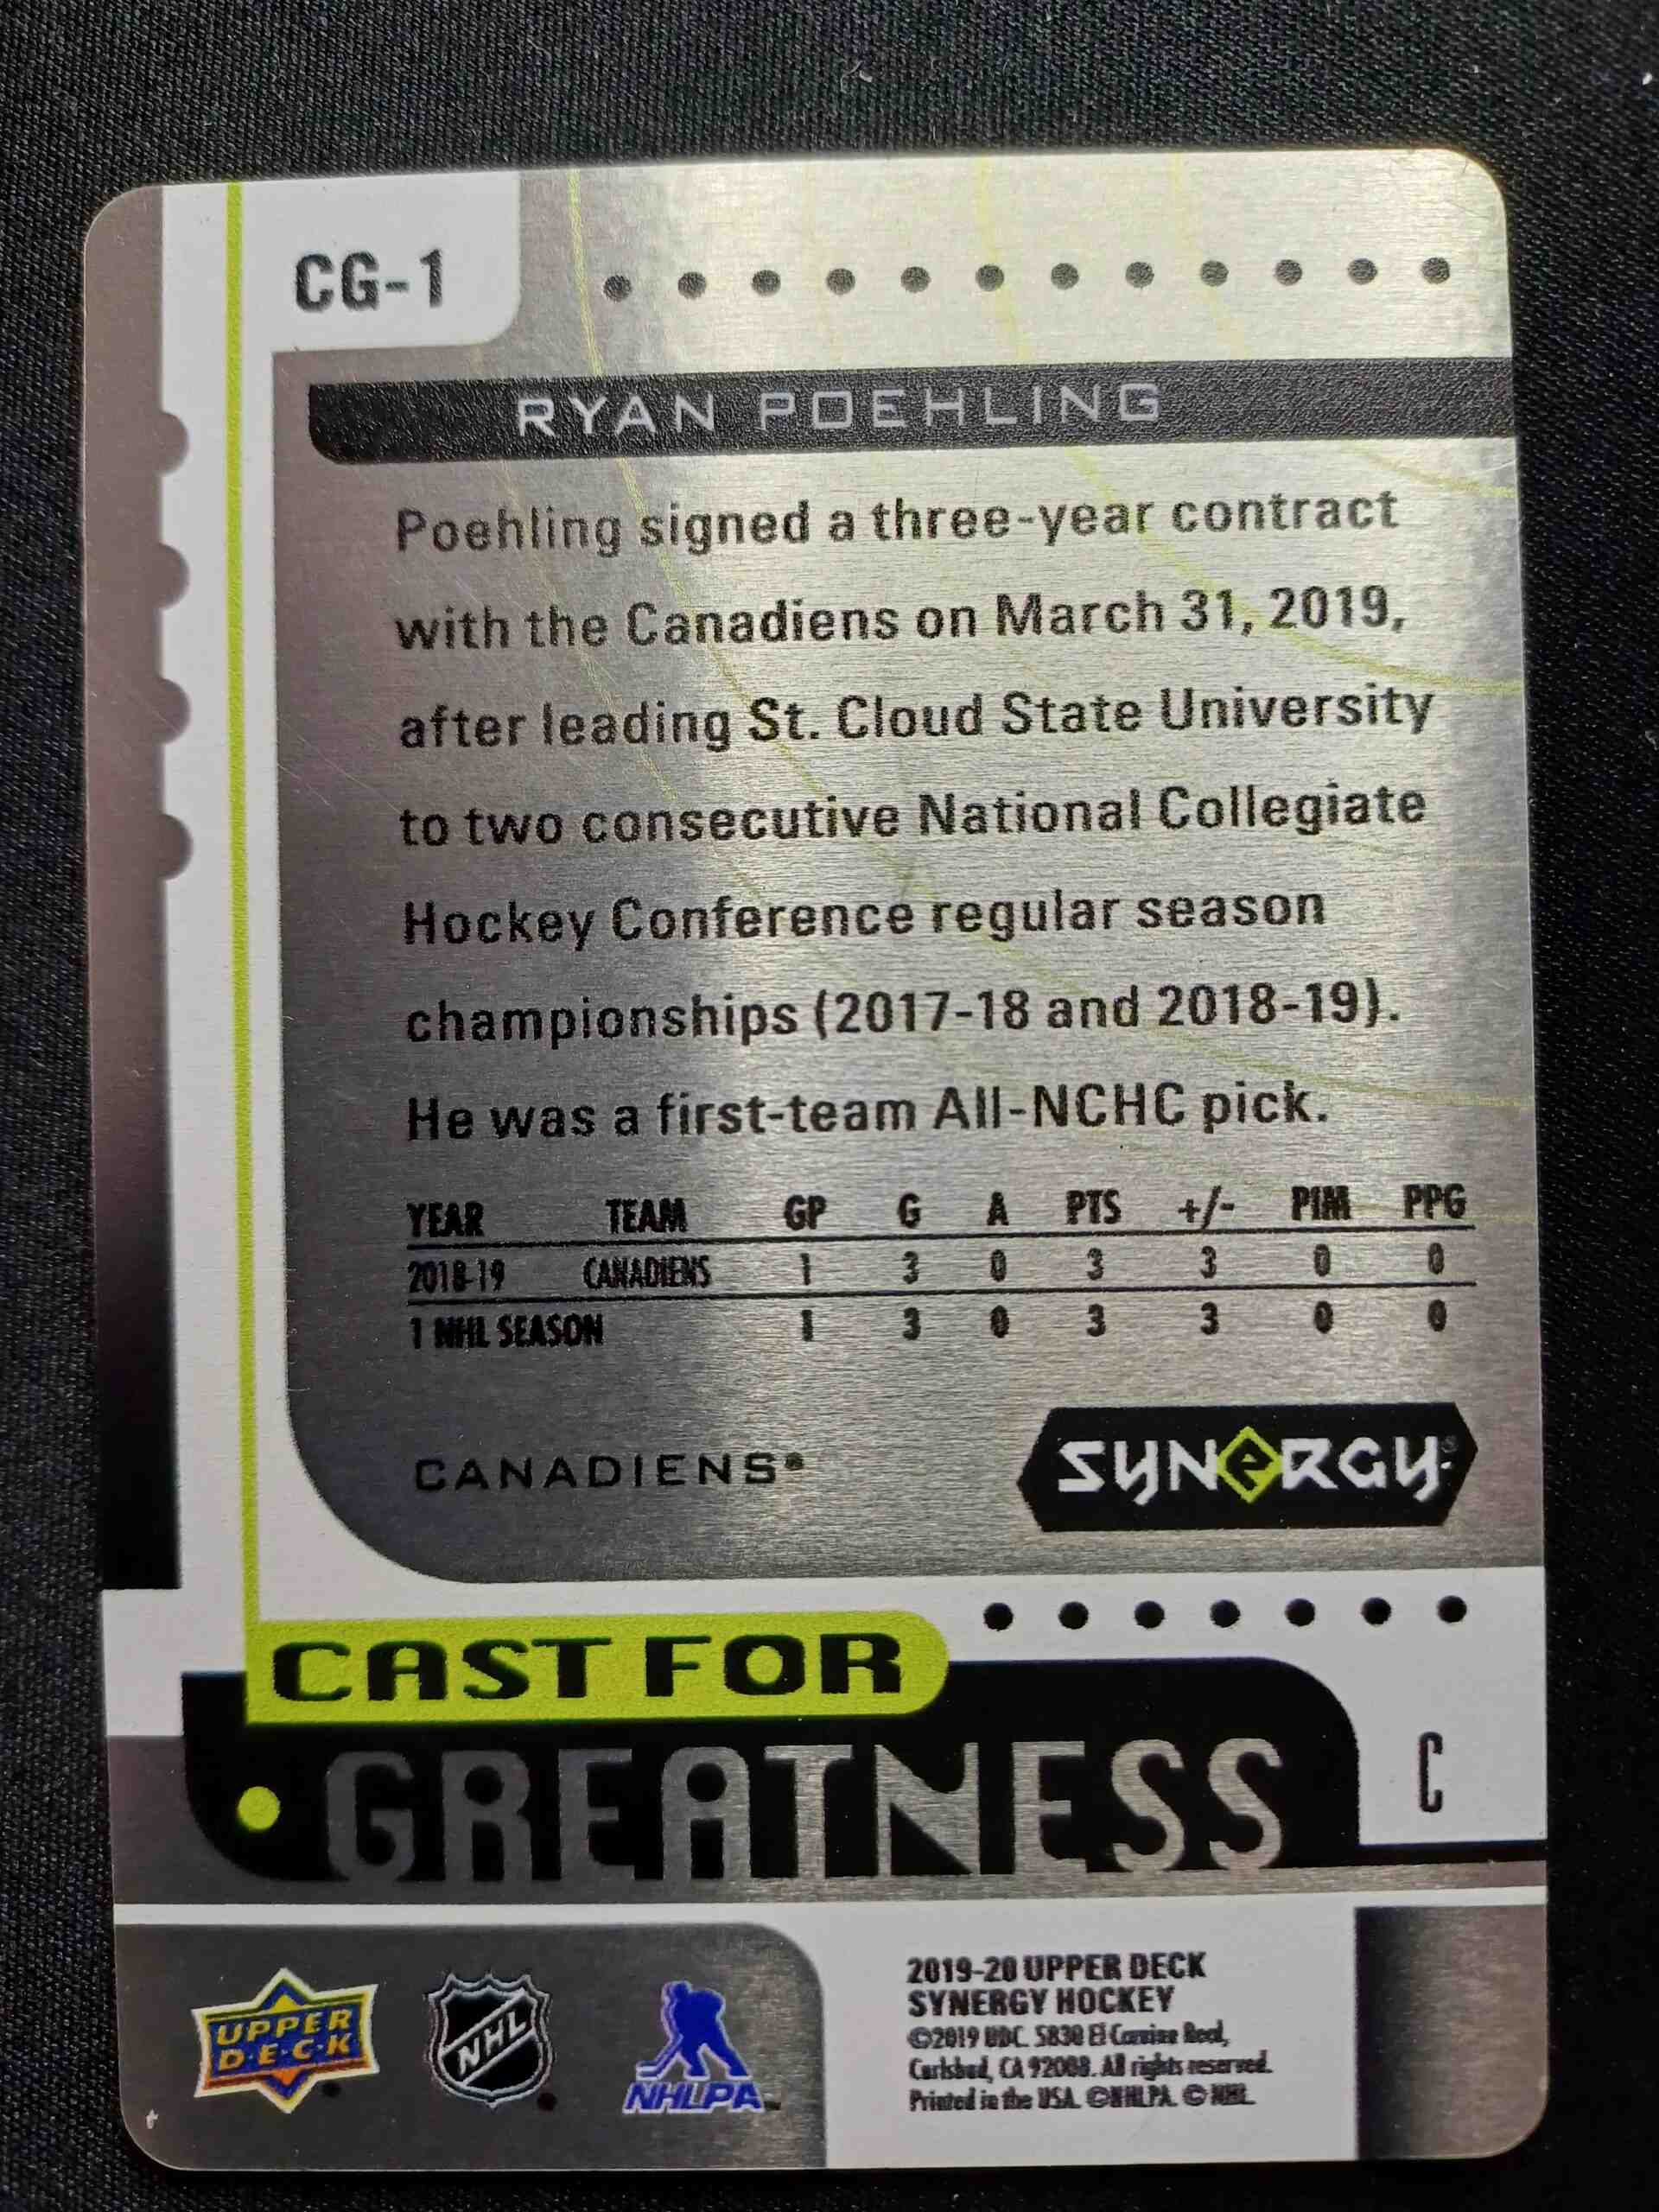 CG-1
RYAN POEHLING
Poehling signed a three-year contract
with the Canadiens on March 31, 2019,
after leading St. Cloud State University
to two consecutive National Collegiate
Hockey Conference regular season
championships (2017-18 and 2018-19).
He was a first-team All-NCHC pick.
YEAR TEAM GP G A PTS +/- PIM PPG
2018-19 CANADIENS 1 3 0 3 3 0 0
1 NHL SEASON 1 3 0 3 3 0 0
CANADIENS
SYNERGY
CAST FOR
GREATNESS
C
UPPER
D·E·C·K
NHL
NHLPA
2019-20 UPPER DECK
SYNERGY HOCKEY
©2019 UDC. 5830 El Camino Real,
Carlsbad, CA 92008. All rights reserved.
Printed in the USA. ©NHLPA. © NHL.